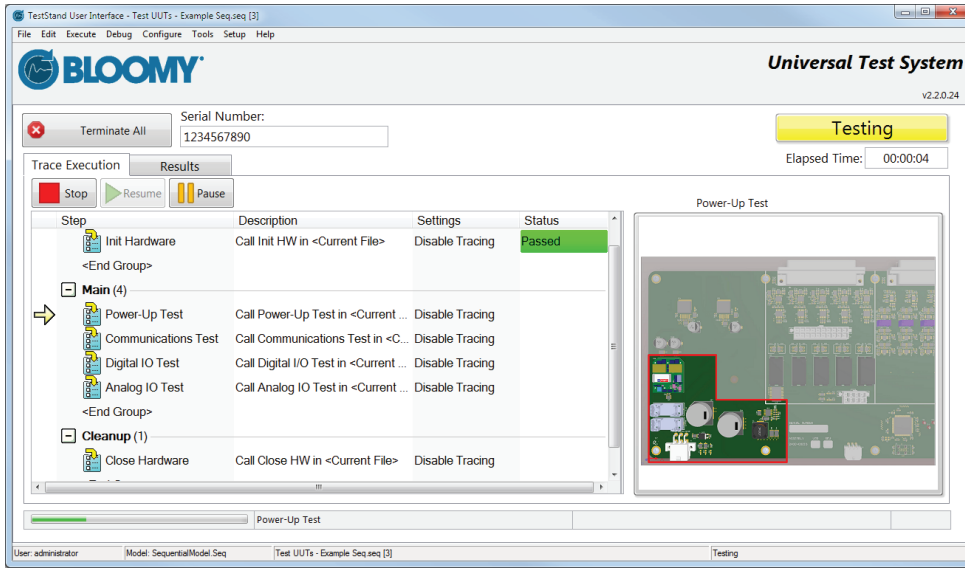 TestStand User Interface - Test UUTs - Example Seq.seq [3]
File Edit Execute Debug Configure Tools Setup Help
BLOOMY
Universal Test System
v2.2.0.24
Terminate All
Serial Number:
1234567890
Testing
Elapsed Time: 00:00:04
Trace Execution Results
Stop Resume Pause
Power-Up Test
Step Description Settings Status
Init Hardware Call Init HW in <Current File> Disable Tracing Passed
<End Group>
Main (4)
Power-Up Test Call Power-Up Test in <Current ... Disable Tracing
Communications Test Call Communications Test in <C... Disable Tracing
Digital IO Test Call Digital I/O Test in <Current ... Disable Tracing
Analog IO Test Call Analog IO Test in <Current ... Disable Tracing
<End Group>
Cleanup (1)
Close Hardware Call Close HW in <Current File> Disable Tracing
Power-Up Test
User: administrator Model: SequentialModel.Seq Test UUTs - Example Seq.seq [3] Testing